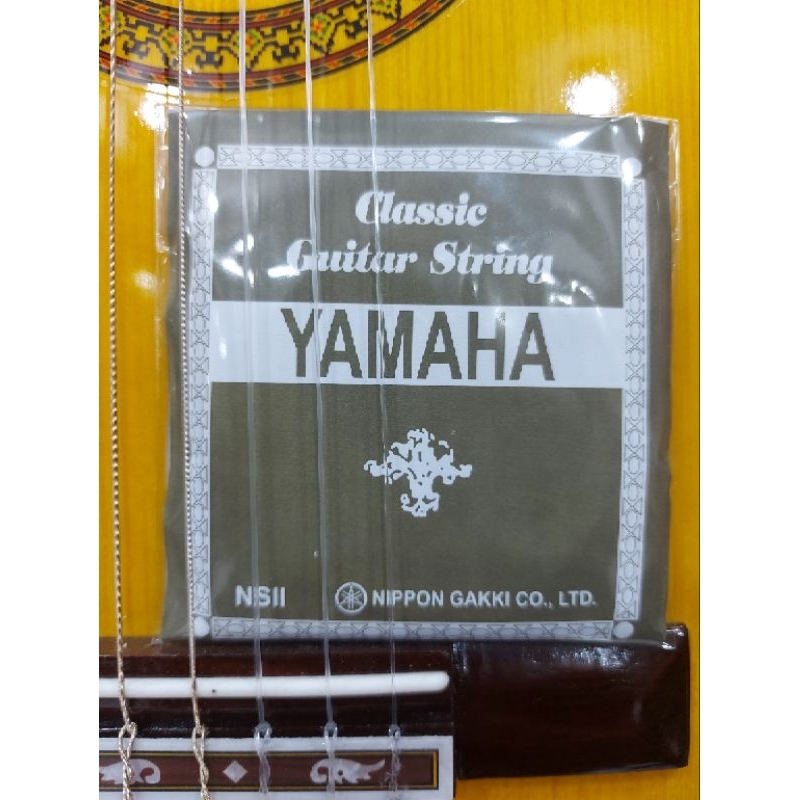 Classic
Guitar String
YAMAHA
NSII
NIPPON GAKKI CO., LTD.